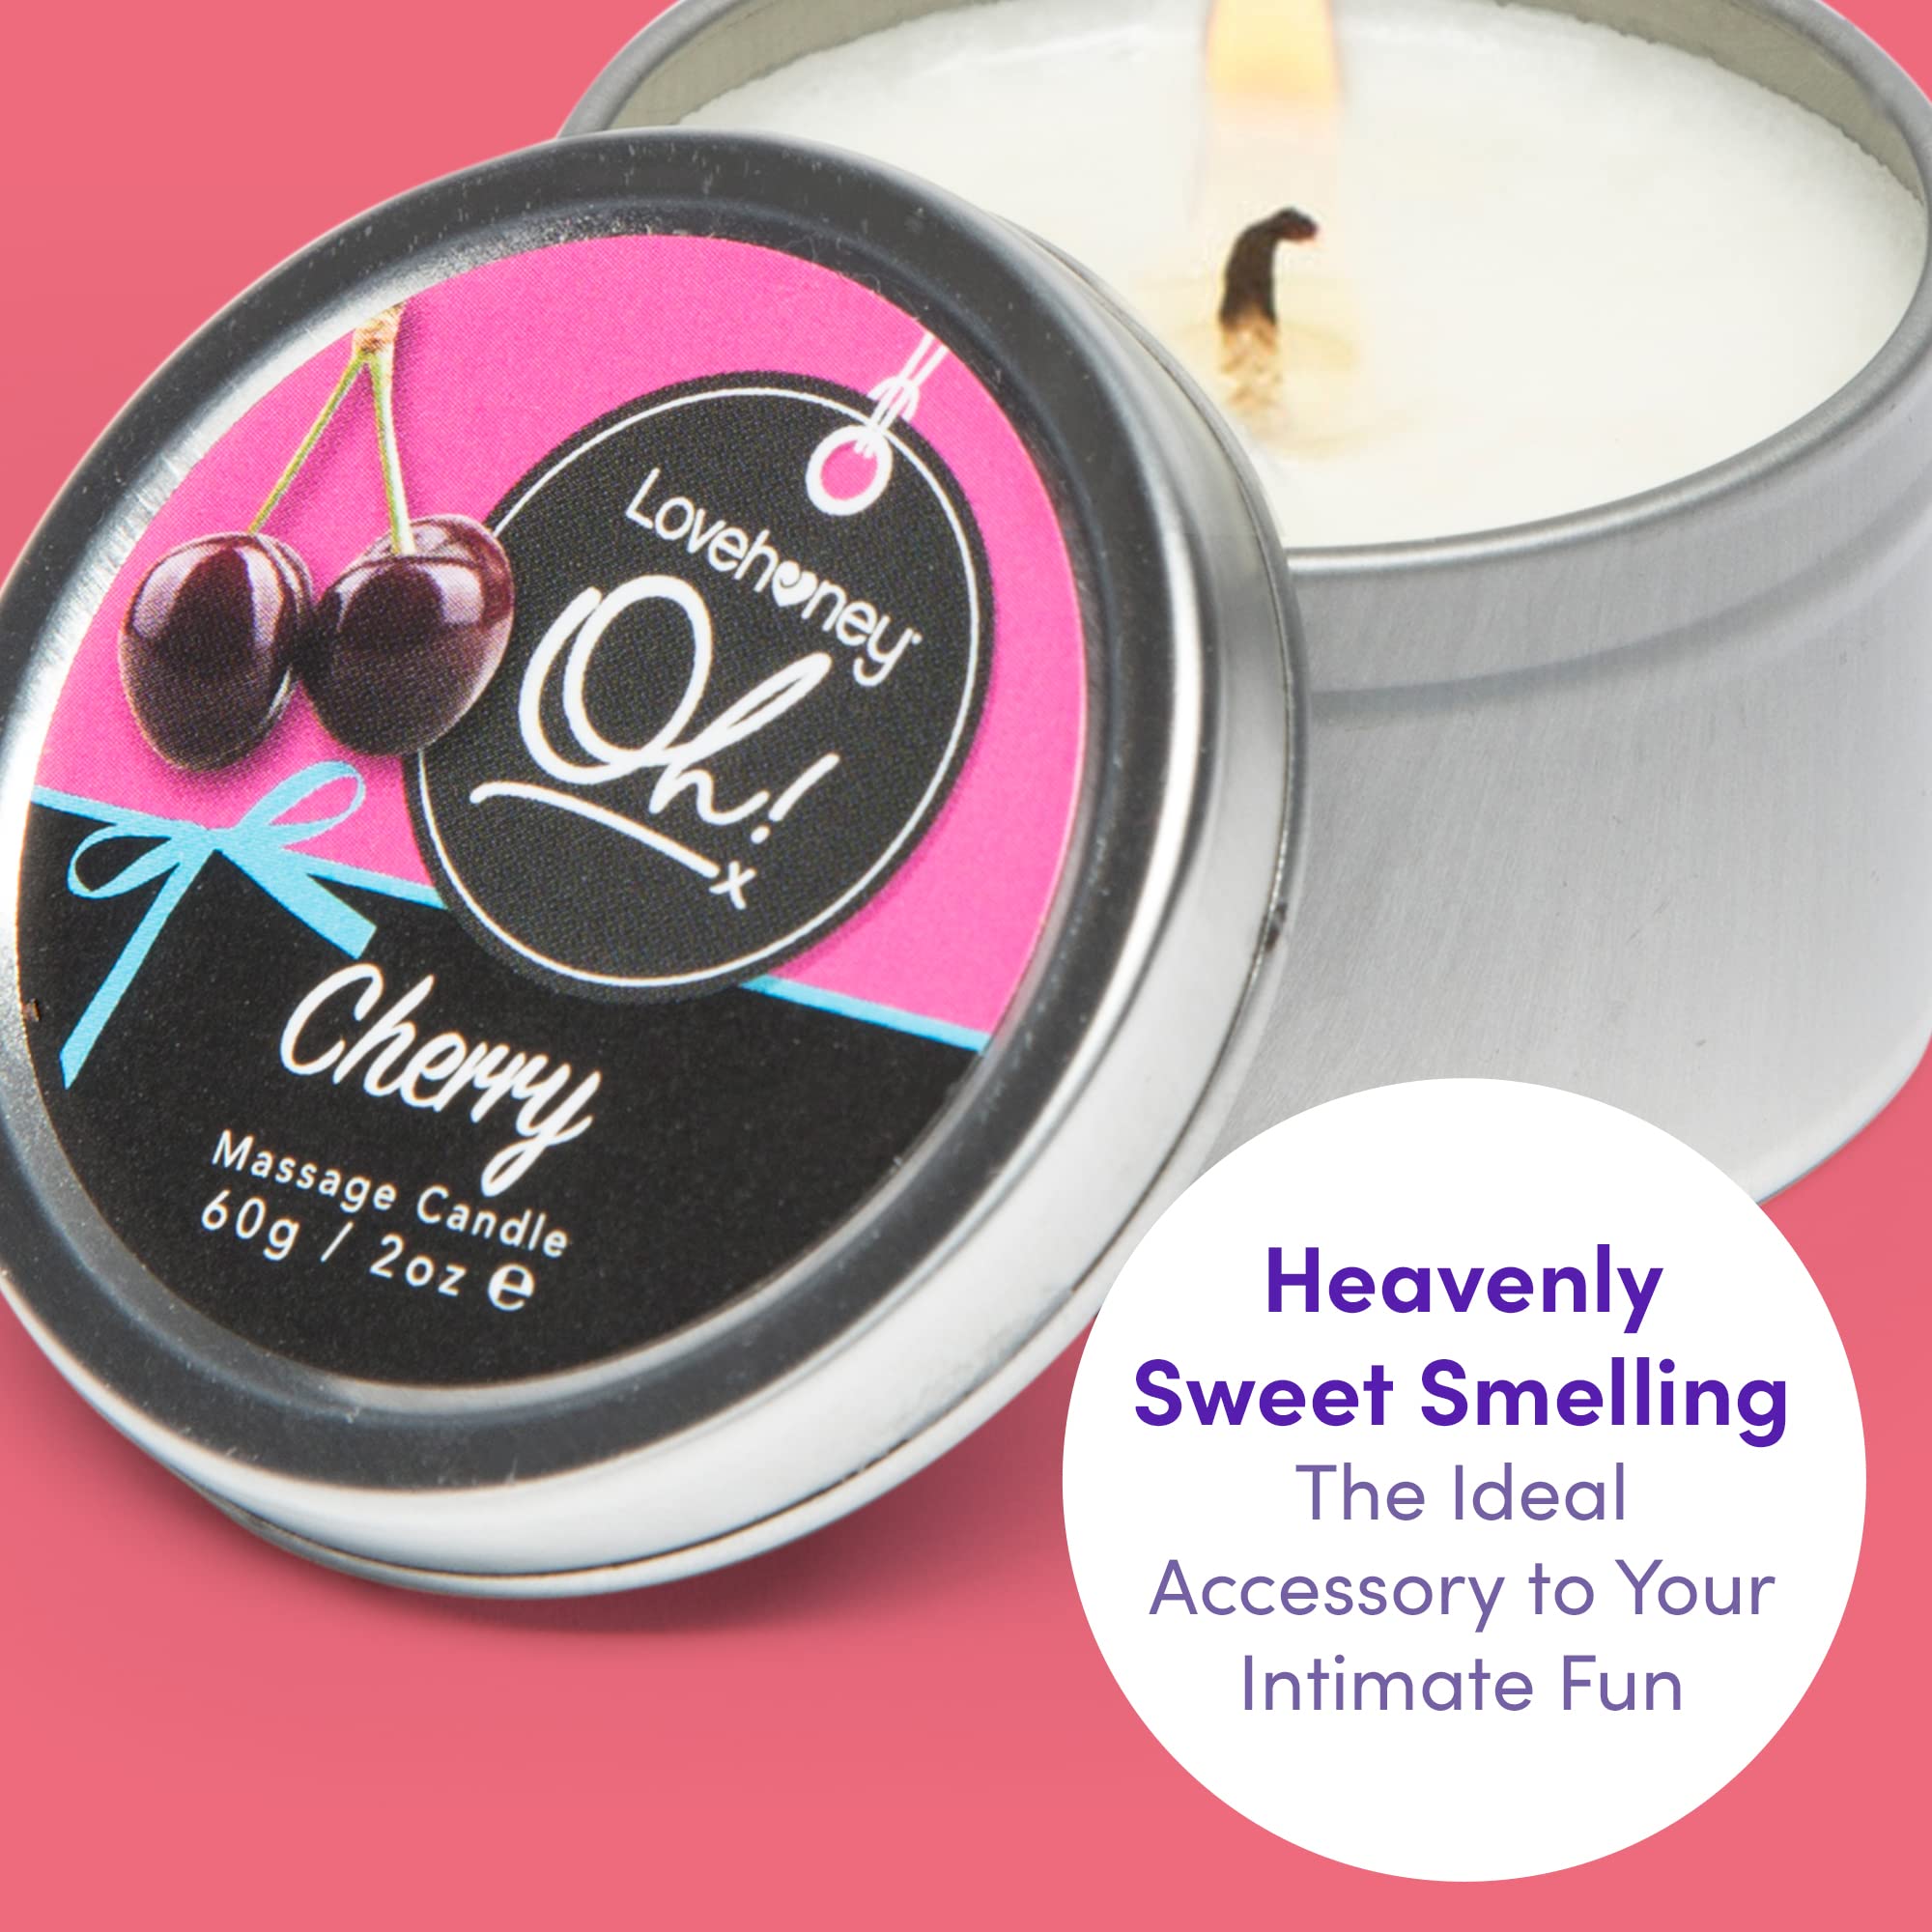 Lovehoney
Oh!
x
Cherry
Massage Candle
60g / 2oz e
Heavenly
Sweet Smelling
The Ideal
Accessory to Your
Intimate Fun